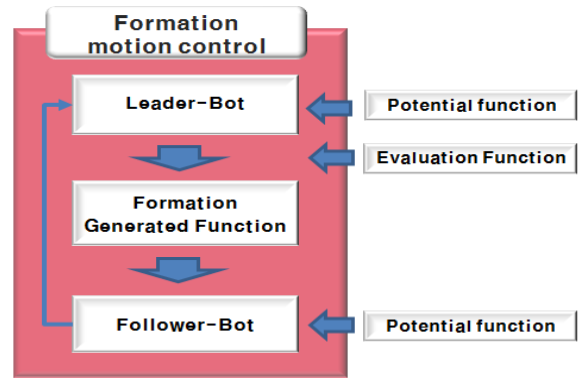 Formation
motion control
Leader-Bot
Potential function
Evaluation Function
Formation
Generated Function
Follower-Bot
Potential function